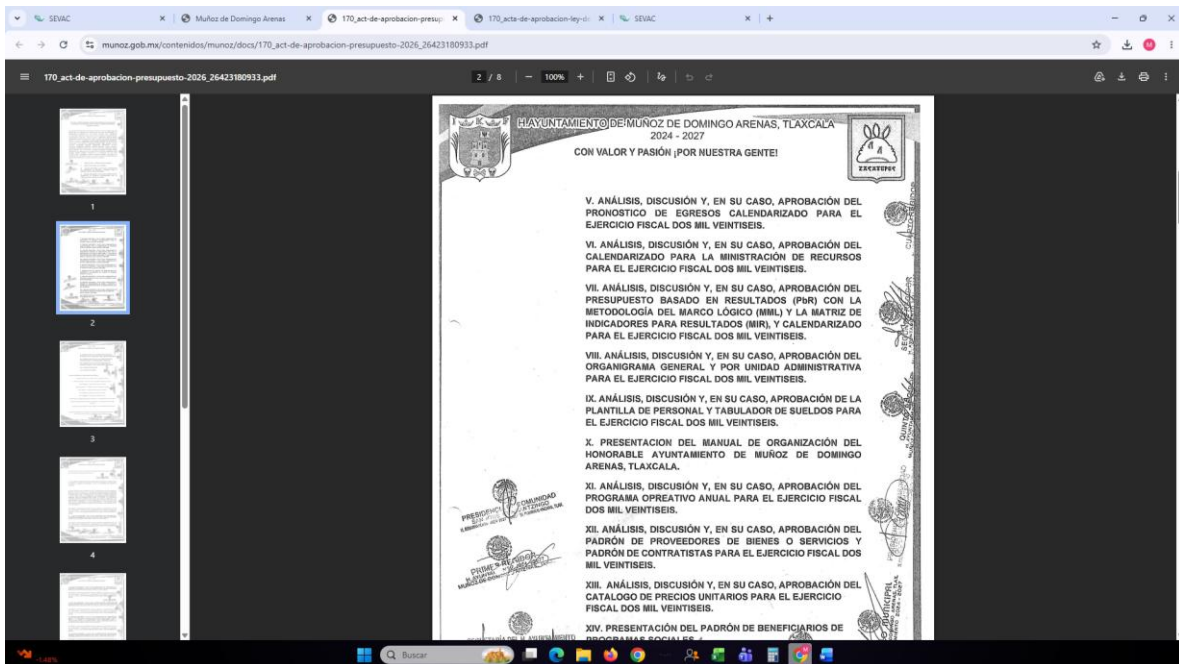 SEVAC
Muñoz de Domingo Arenas
170_act-de-aprobacion-presup
170_acta-de-aprobacion-ley-d
SEVAC
munoz.gob.mx/contenidos/munoz/docs/170_act-de-aprobacion-presupuesto-2026_26423180933.pdf
170_act-de-aprobacion-presupuesto-2026_26423180933.pdf
2 / 8
100%
1
2
3
4
H.AYUNTAMIENTO DE MUÑOZ DE DOMINGO ARENAS, TLAXCALA
2024 - 2027
CON VALOR Y PASIÓN ¡POR NUESTRA GENTE!
I K F
ZACATEPEC
V. ANÁLISIS, DISCUSIÓN Y, EN SU CASO, APROBACIÓN DEL
PRONOSTICO DE EGRESOS CALENDARIZADO PARA EL
EJERCICIO FISCAL DOS MIL VEINTISEIS.
VI. ANÁLISIS, DISCUSIÓN Y, EN SU CASO, APROBACIÓN DEL
CALENDARIZADO PARA LA MINISTRACIÓN DE RECURSOS
PARA EL EJERCICIO FISCAL DOS MIL VEINTISEIS.
VII. ANÁLISIS, DISCUSIÓN Y, EN SU CASO, APROBACIÓN DEL
PRESUPUESTO BASADO EN RESULTADOS (PbR) CON LA
METODOLOGÍA DEL MARCO LÓGICO (MML) Y LA MATRIZ DE
INDICADORES PARA RESULTADOS (MIR), Y CALENDARIZADO
PARA EL EJERCICIO FISCAL DOS MIL VEINTISEIS.
VIII. ANÁLISIS, DISCUSIÓN Y, EN SU CASO, APROBACIÓN DEL
ORGANIGRAMA GENERAL Y POR UNIDAD ADMINISTRATIVA
PARA EL EJERCICIO FISCAL DOS MIL VEINTISEIS.
IX. ANÁLISIS, DISCUSIÓN Y, EN SU CASO, APROBACIÓN DE LA
PLANTILLA DE PERSONAL Y TABULADOR DE SUELDOS PARA
EL EJERCICIO FISCAL DOS MIL VEINTISEIS.
X. PRESENTACION DEL MANUAL DE ORGANIZACIÓN DEL
HONORABLE AYUNTAMIENTO DE MUÑOZ DE DOMINGO
ARENAS, TLAXCALA.
XI. ANÁLISIS, DISCUSIÓN Y, EN SU CASO, APROBACIÓN DEL
PROGRAMA OPREATIVO ANUAL PARA EL EJERCICIO FISCAL
DOS MIL VEINTISEIS.
XII. ANÁLISIS, DISCUSIÓN Y, EN SU CASO, APROBACIÓN DEL
PADRÓN DE PROVEEDORES DE BIENES O SERVICIOS Y
PADRÓN DE CONTRATISTAS PARA EL EJERCICIO FISCAL DOS
MIL VEINTISEIS.
XIII. ANÁLISIS, DISCUSIÓN Y, EN SU CASO, APROBACIÓN DEL
CATALOGO DE PRECIOS UNITARIOS PARA EL EJERCICIO
FISCAL DOS MIL VEINTISEIS.
XIV. PRESENTACIÓN DEL PADRÓN DE BENEFICIARIOS DE
PROGRAMAS SOCIALES
COMUNIDAD
PRIMER REGIDOR
-1.48%
Buscar